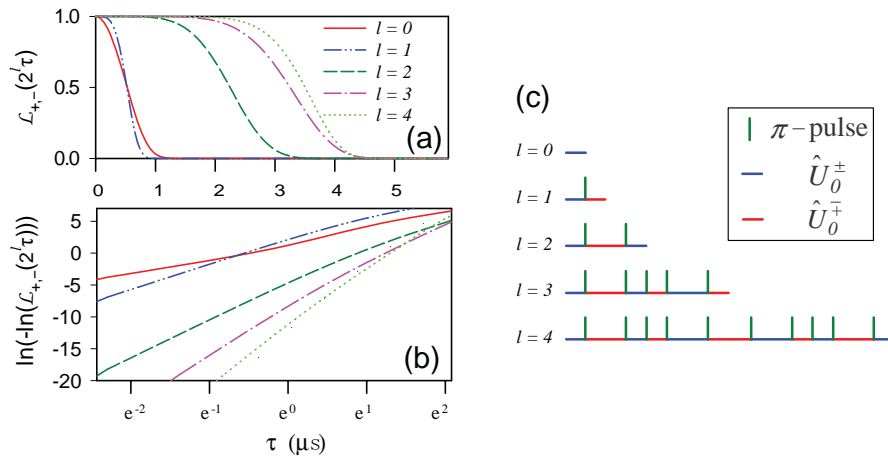 1.0
0.5
0.0
ℒ+,−(2^l τ)
l = 0
l = 1
l = 2
l = 3
l = 4
(a)
0 1 2 3 4 5
5
0
-5
-10
-15
-20
ln(-ln(ℒ+,−(2^l τ)))
(b)
e^-2 e^-1 e^0 e^1 e^2
τ (μs)
(c)
l = 0
l = 1
l = 2
l = 3
l = 4
π − pulse
Û_0^±
Û_0^∓